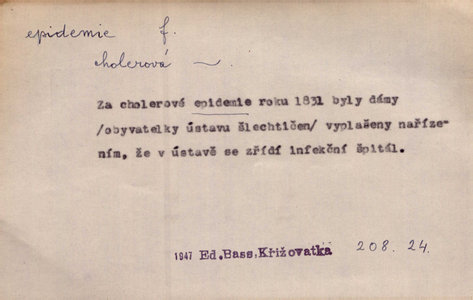 epidemie f.
cholerová ~.
Za cholerové epidemie roku 1831 byly dámy
/obyvatelky ústavu šlechtičen/ vyplašeny naříze-
ním, že v ústavě se zřídí infekční špitál.
1947 Ed. Bass, Křižovatka 208. 24.